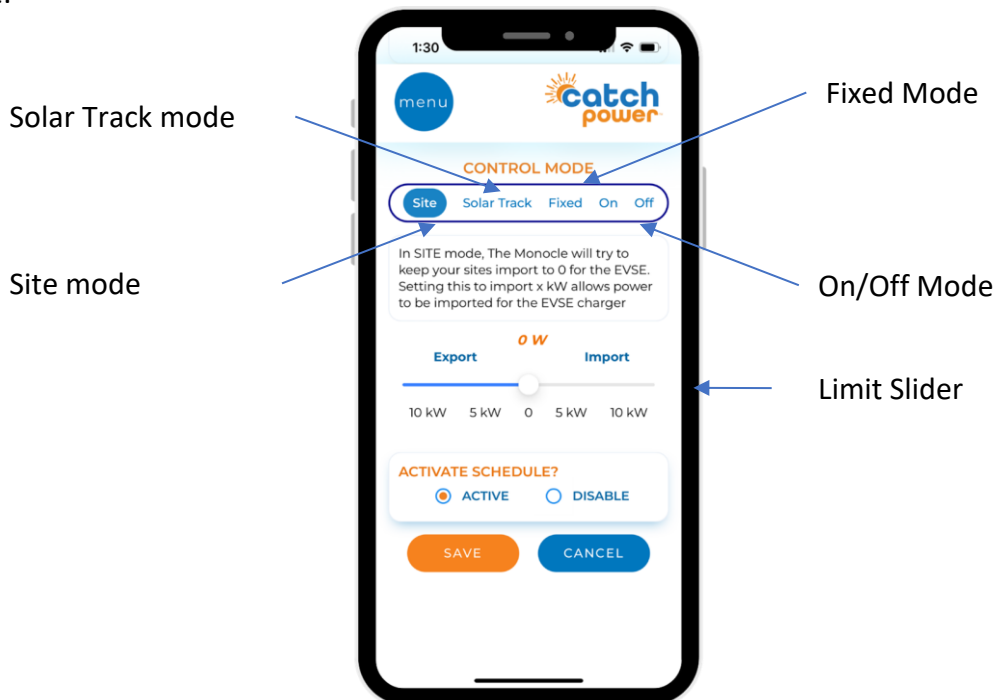 1:30
menu
catch
power
Solar Track mode
Fixed Mode
CONTROL MODE
Site Solar Track Fixed On Off
In SITE mode, The Monocle will try to
keep your sites import to 0 for the EVSE.
Setting this to import x kW allows power
to be imported for the EVSE charger
Site mode
On/Off Mode
0 W
Export Import
10 kW 5 kW 0 5 kW 10 kW
Limit Slider
ACTIVATE SCHEDULE?
ACTIVE DISABLE
SAVE CANCEL